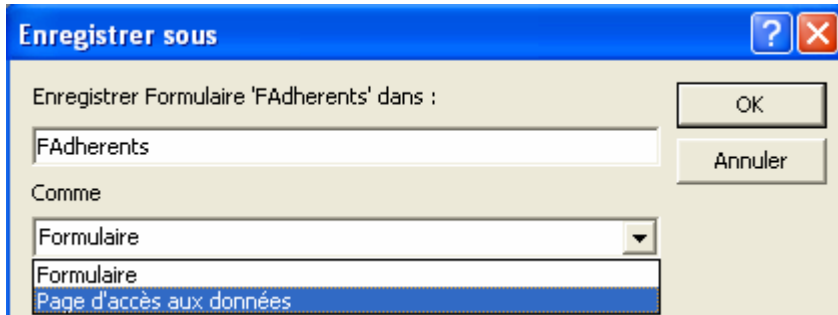 Enregistrer sous
Enregistrer Formulaire 'FAdherents' dans :
OK
FAdherents
Annuler
Comme
Formulaire
Formulaire
Page d'accès aux données